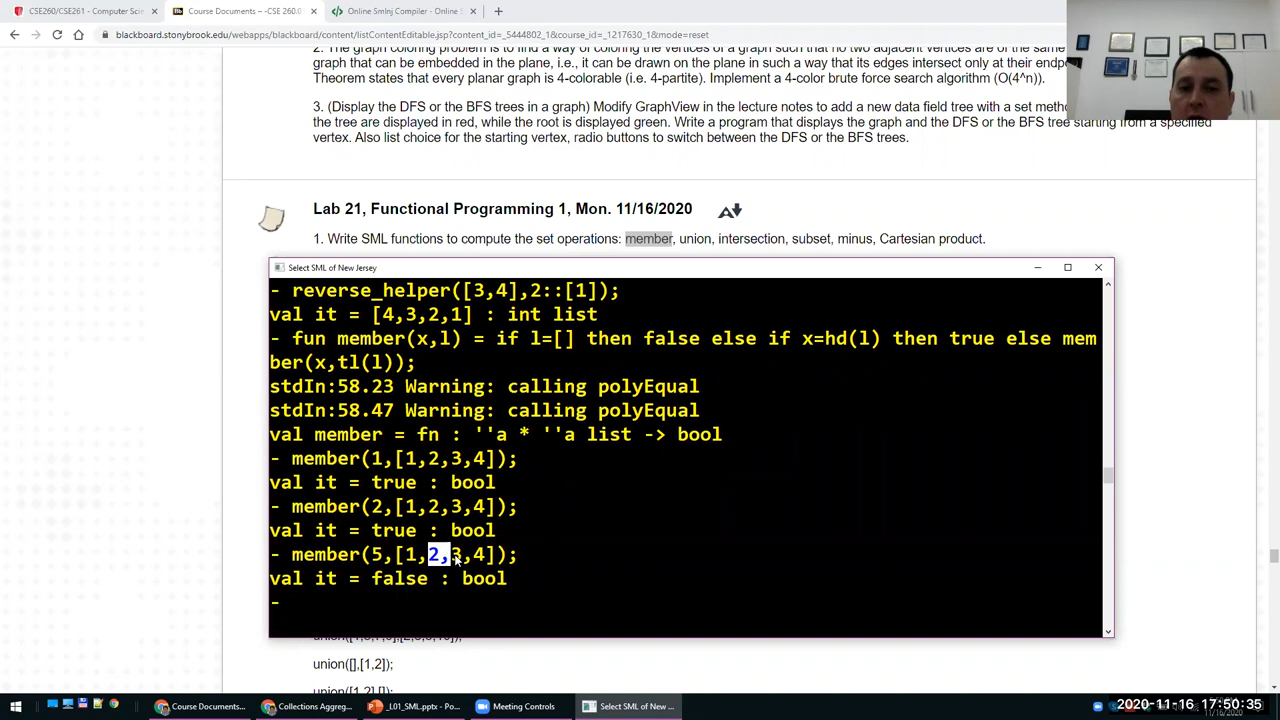 CSE260/CSE261 - Computer Scie
Course Documents – -CSE 260.0
Online Smlnj Compiler - Online S
blackboard.stonybrook.edu/webapps/blackboard/content/listContentEditable.jsp?content_id=_5444802_1&course_id=_1217630_1&mode=reset
2. The graph coloring problem is to find a way of coloring the vertices of a graph such that no two adjacent vertices are of the same
graph that can be embedded in the plane, i.e., it can be drawn on the plane in such a way that its edges intersect only at their endp
Theorem states that every planar graph is 4-colorable (i.e. 4-partite). Implement a 4-color brute force search algorithm (O(4^n)).
3. (Display the DFS or the BFS trees in a graph) Modify GraphView in the lecture notes to add a new data field tree with a set metho
the tree are displayed in red, while the root is displayed green. Write a program that displays the graph and the DFS or the BFS tree starting from a specified
vertex. Also list choice for the starting vertex, radio buttons to switch between the DFS or the BFS trees.
Lab 21, Functional Programming 1, Mon. 11/16/2020
1. Write SML functions to compute the set operations: member, union, intersection, subset, minus, Cartesian product.
Select SML of New Jersey
- reverse_helper([3,4],2::[1]);
val it = [4,3,2,1] : int list
- fun member(x,l) = if l=[] then false else if x=hd(l) then true else mem
ber(x,tl(l));
stdIn:58.23 Warning: calling polyEqual
stdIn:58.47 Warning: calling polyEqual
val member = fn : ''a * ''a list -> bool
- member(1,[1,2,3,4]);
val it = true : bool
- member(2,[1,2,3,4]);
val it = true : bool
- member(5,[1,2,3,4]);
val it = false : bool
-
union([],[1,2]);
union([1,2],[]);
Course Documents...
Collections Aggreg...
_L01_SML.pptx - Po...
Meeting Controls
Select SML of New ...
2020-11-16 17:50:35